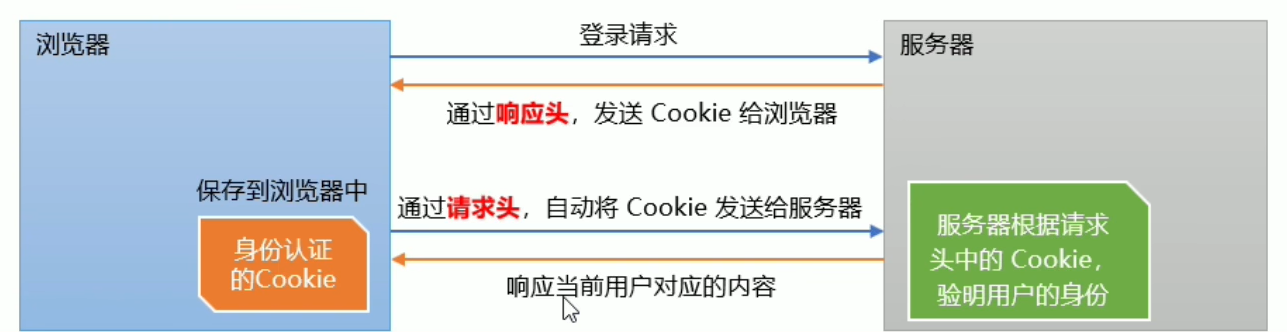 浏览器
登录请求
服务器
通过响应头，发送 Cookie 给浏览器
保存到浏览器中
通过请求头，自动将 Cookie 发送给服务器
身份认证
的Cookie
服务器根据请求
头中的 Cookie，
验明用户的身份
响应当前用户对应的内容